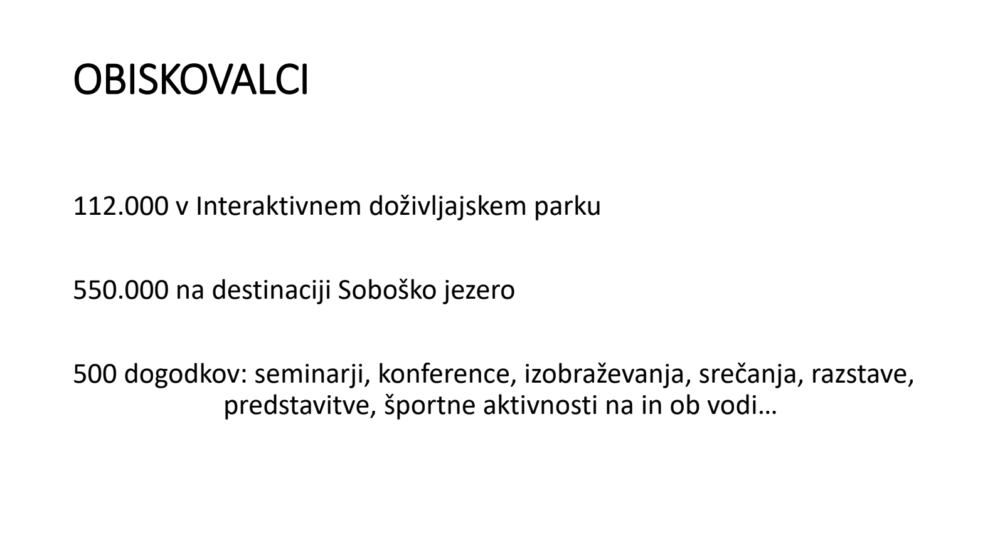 OBISKOVALCI
112.000 v Interaktivnem doživljajskem parku
550.000 na destinaciji Soboško jezero
500 dogodkov: seminarji, konference, izobraževanja, srečanja, razstave,
predstavitve, športne aktivnosti na in ob vodi…